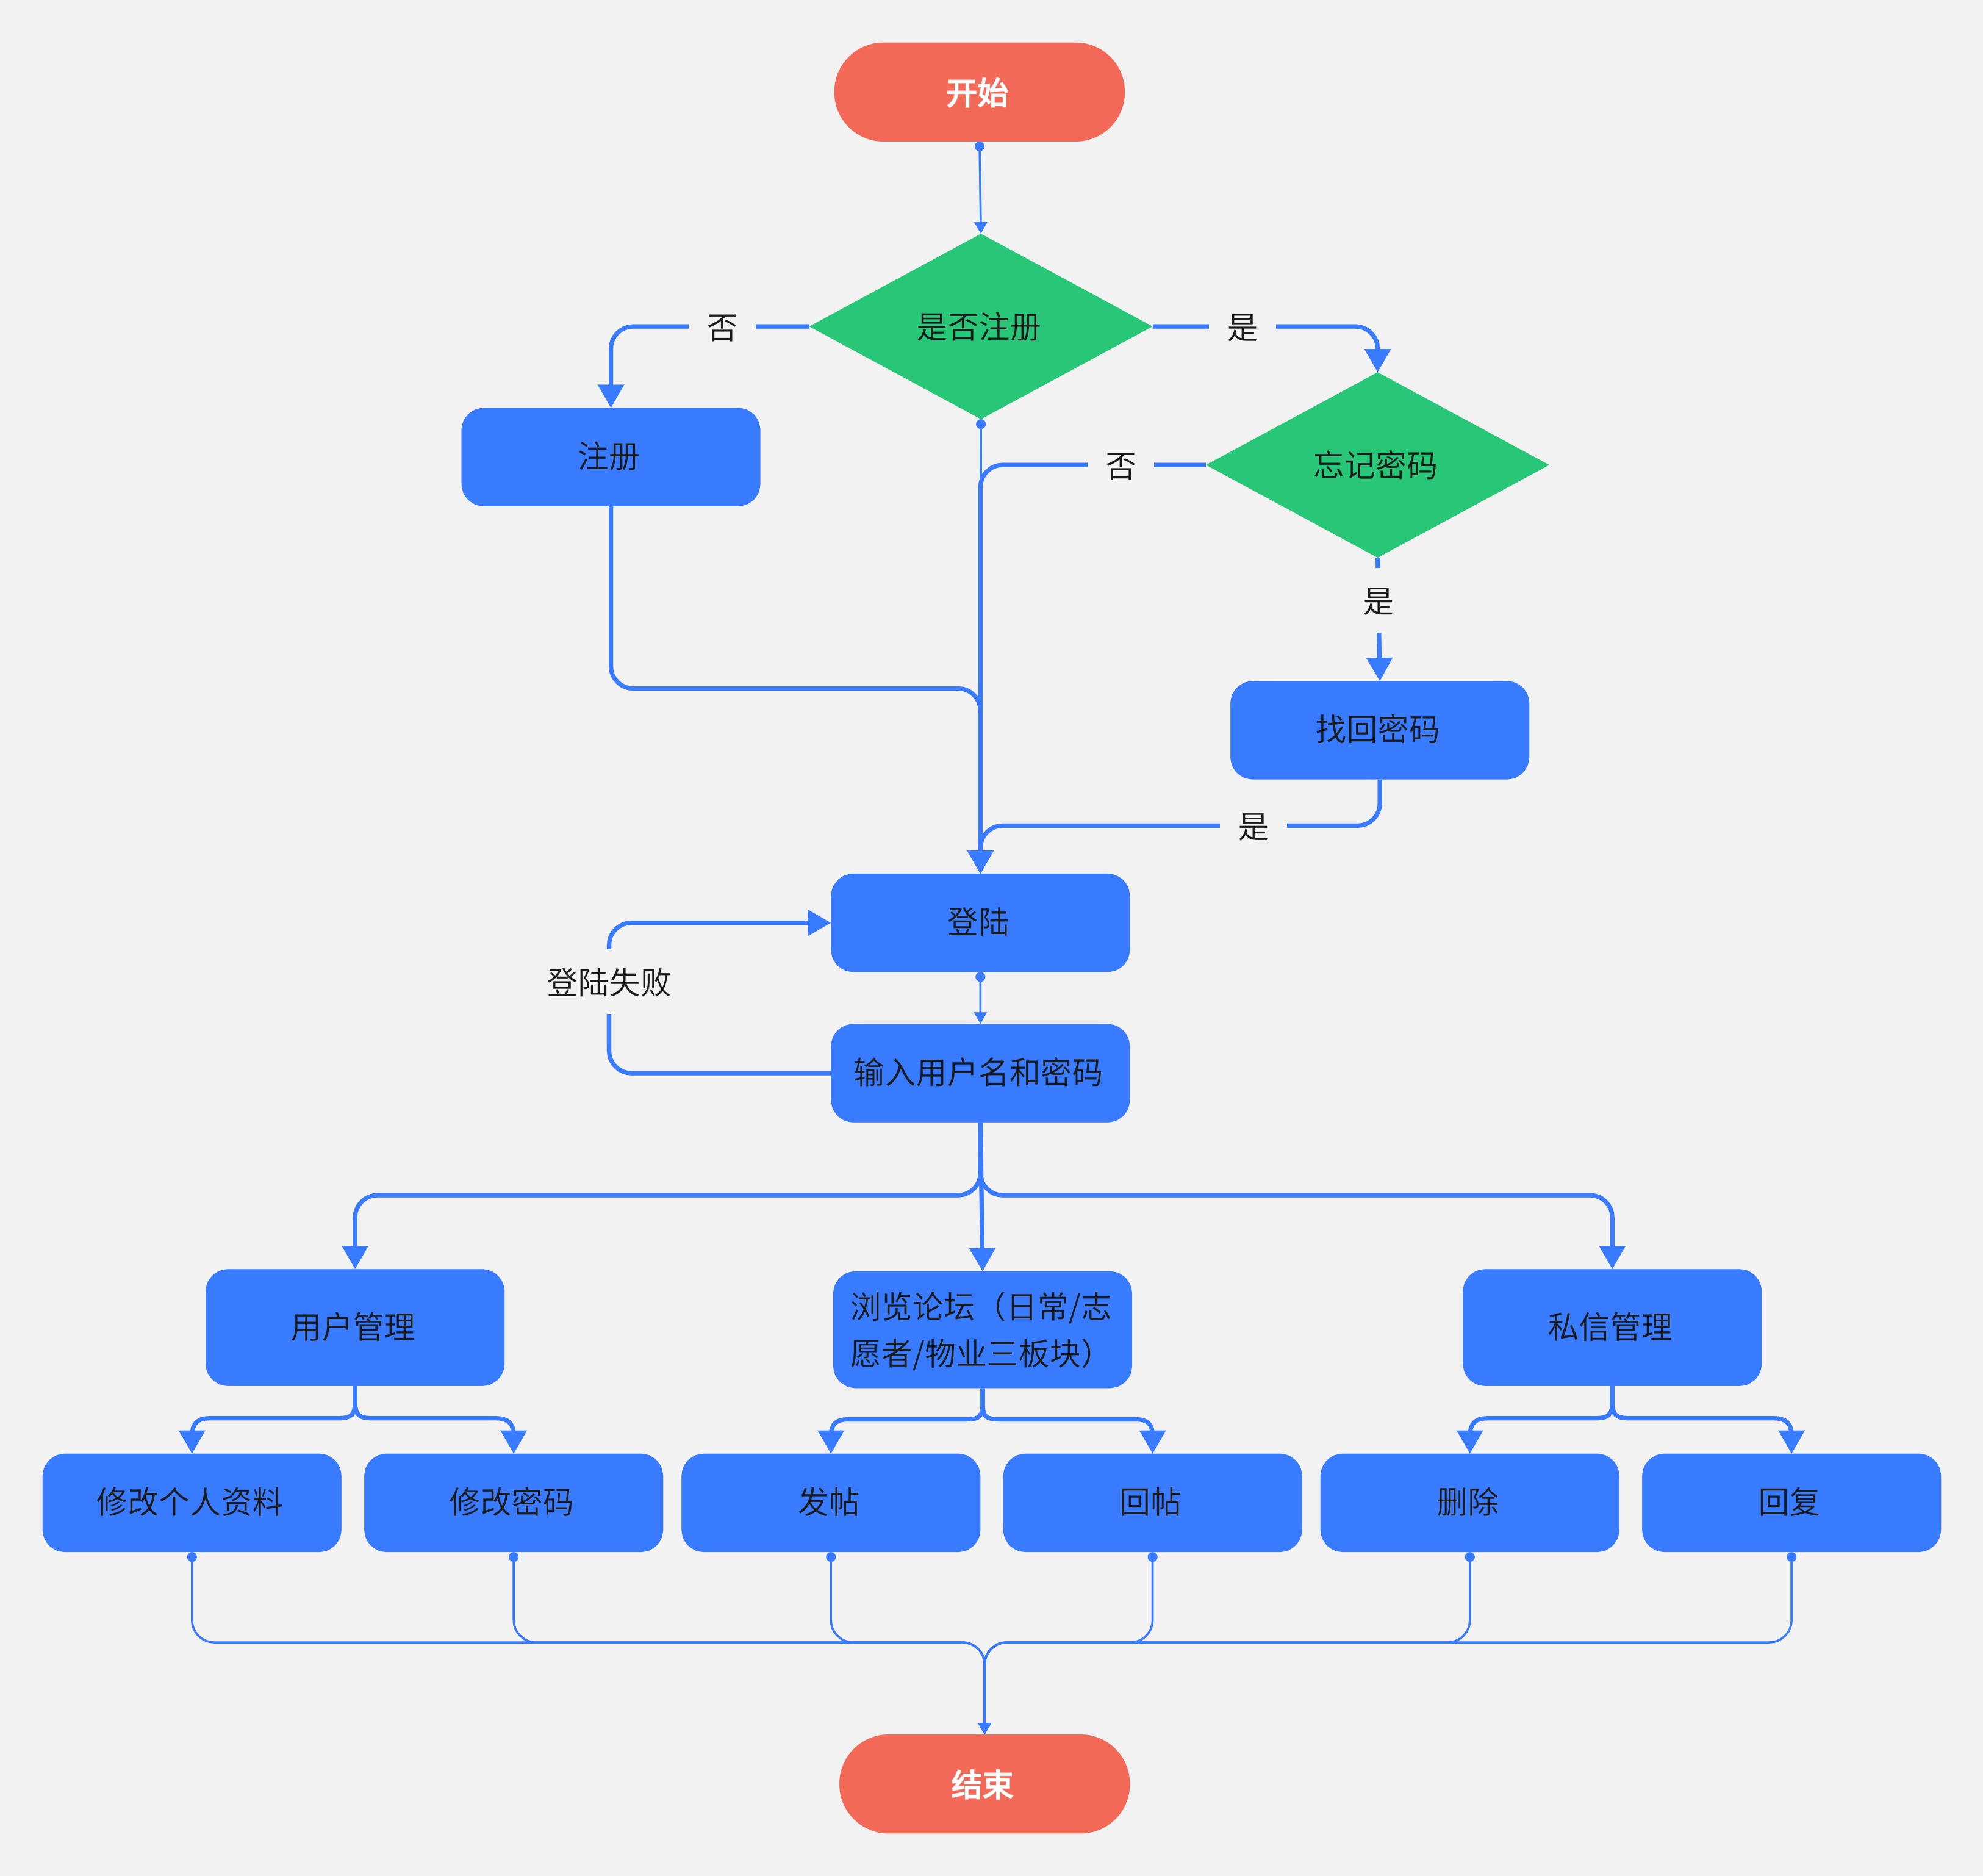 开始
是否注册
否
是
注册
否
忘记密码
是
找回密码
是
登陆
登陆失败
输入用户名和密码
用户管理
浏览论坛（日常/志
愿者/物业三板块）
私信管理
修改个人资料
修改密码
发帖
回帖
删除
回复
结束